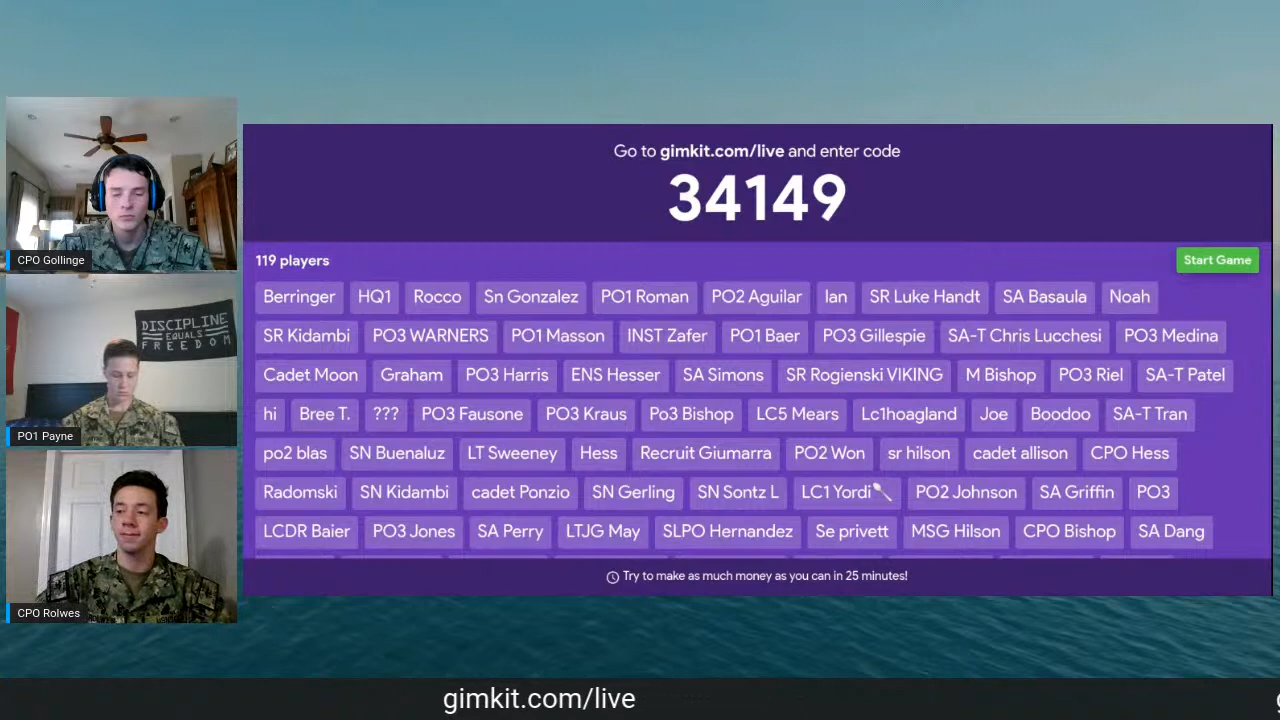 Go to gimkit.com/live and enter code
34149
119 players
Start Game
Berringer HQ1 Rocco Sn Gonzalez PO1 Roman PO2 Aguilar Ian SR Luke Handt SA Basaula Noah
SR Kidambi PO3 WARNERS PO1 Masson INST Zafer PO1 Baer PO3 Gillespie SA-T Chris Lucchesi PO3 Medina
Cadet Moon Graham PO3 Harris ENS Hesser SA Simons SR Rogienski VIKING M Bishop PO3 Riel SA-T Patel
hi Bree T. ??? PO3 Fausone PO3 Kraus Po3 Bishop LC5 Mears Lc1hoagland Joe Boodoo SA-T Tran
po2 blas SN Buenaluz LT Sweeney Hess Recruit Giumarra PO2 Won sr hilson cadet allison CPO Hess
Radomski SN Kidambi cadet Ponzio SN Gerling SN Sontz L LC1 Yordi🥄 PO2 Johnson SA Griffin PO3
LCDR Baier PO3 Jones SA Perry LTJG May SLPO Hernandez Se privett MSG Hilson CPO Bishop SA Dang
Try to make as much money as you can in 25 minutes!
CPO Gollinge
DISCIPLINE
EQUALS
FREEDOM
PO1 Payne
CPO Rolwes
gimkit.com/live